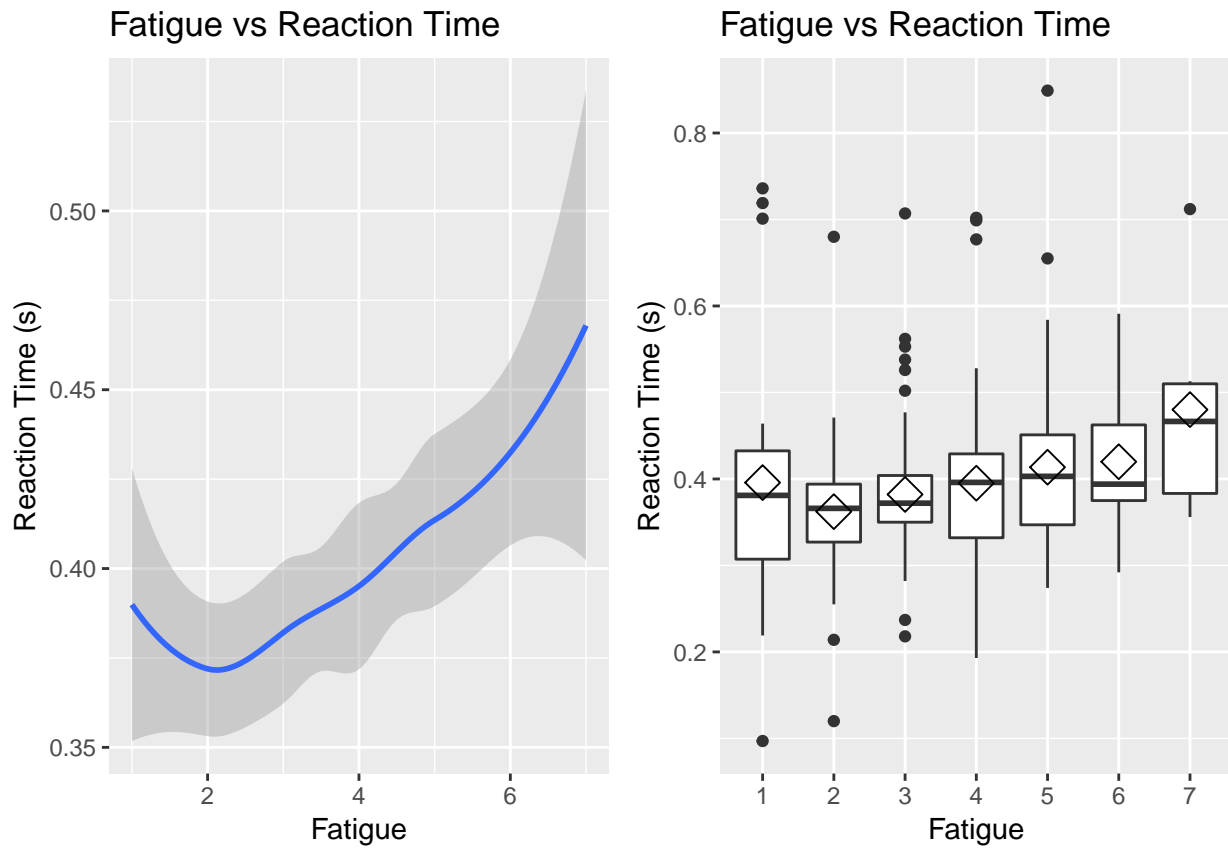 Fatigue vs Reaction Time
Reaction Time (s)
0.50
0.45
0.40
0.35
2 4 6
Fatigue
Fatigue vs Reaction Time
Reaction Time (s)
0.8
0.6
0.4
0.2
1 2 3 4 5 6 7
Fatigue